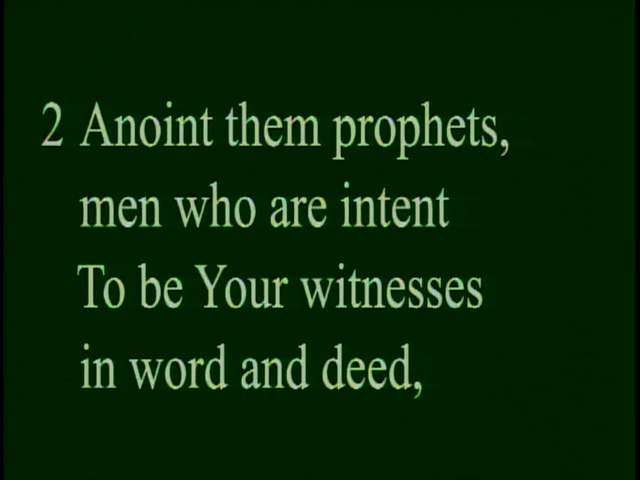 2 Anoint them prophets,
men who are intent
To be Your witnesses
in word and deed,